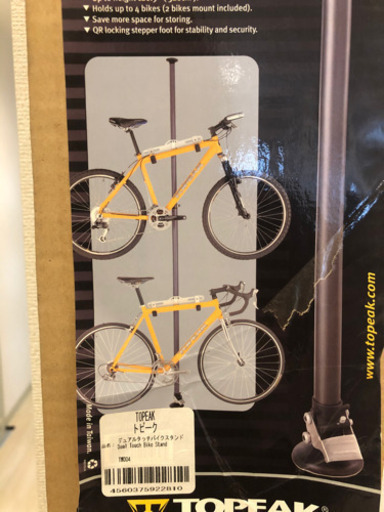 ▼ Holds up to 4 bikes (2 bikes mount included).
▼ Save more space for storing.
▼ QR locking stepper foot for stability and security.
www.topeak.com
Made in Taiwan.
TOPEAK
トピーク
デュアルタッチバイクスタンド
Dual Touch Bike Stand
TW004
4560375922810
TOPEAK